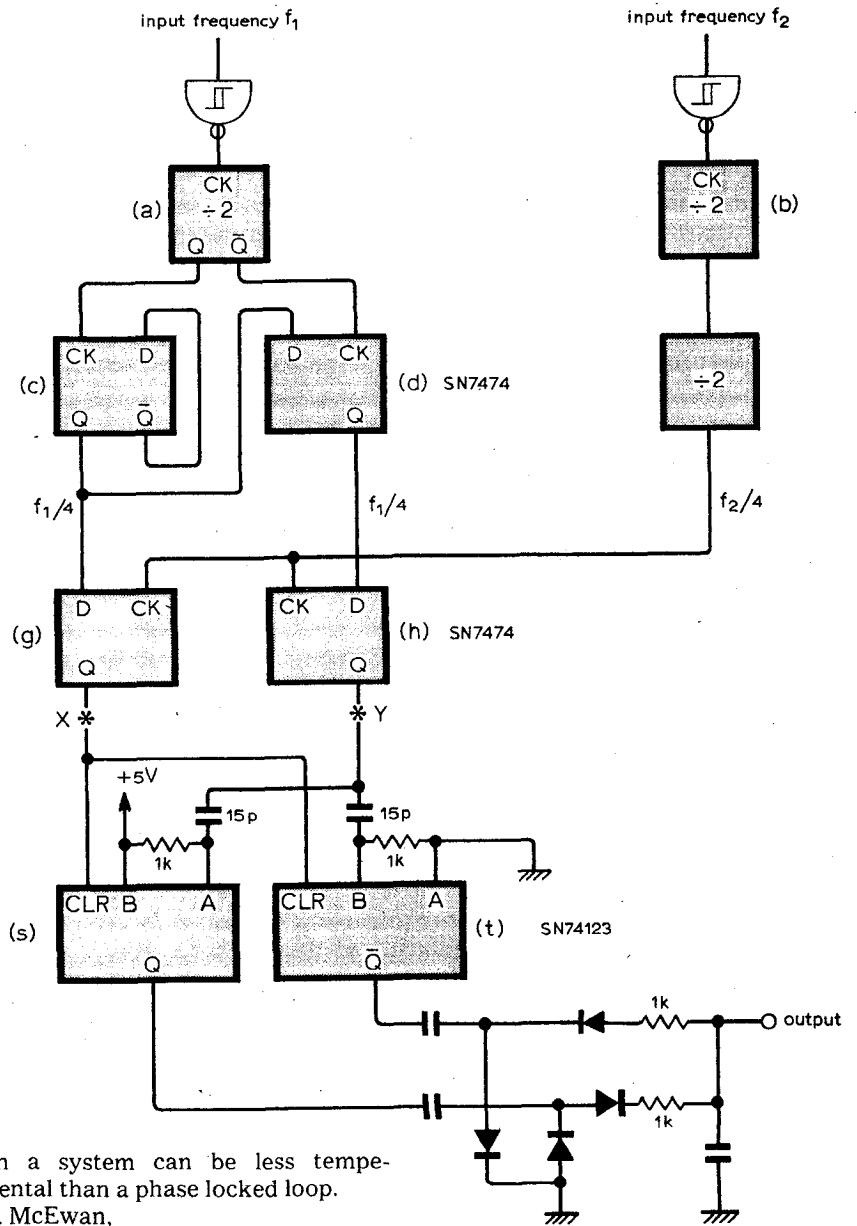 input frequency f₁
input frequency f₂
CK
÷2
Q Q̄
(a)
CK
÷2
(b)
CK D
Q Q̄
(c)
D CK
Q
(d) SN7474
÷2
f₁/4
f₁/4
f₂/4
D CK
Q
(g)
CK D
Q
(h) SN7474
X *
* Y
+5V
15p
15p
1k
1k
CLR B A
Q
(s)
CLR B A
Q̄
(t) SN74123
1k
output
1k
n a system can be less tempe-
ental than a phase locked loop.
. McEwan,